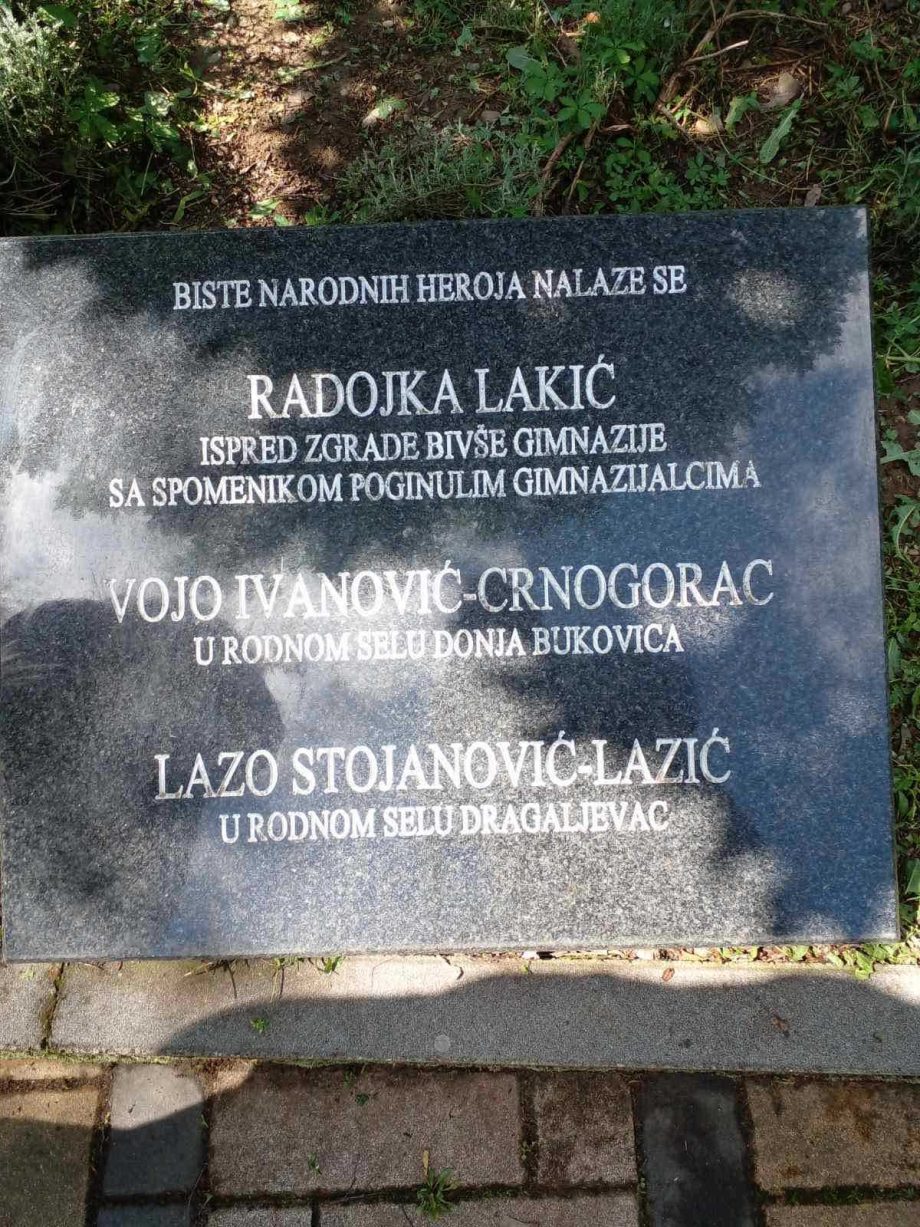 BISTE NARODNIH HEROJA NALAZE SE
RADOJKA LAKIĆ
ISPRED ZGRADE BIVŠE GIMNAZIJE
SA SPOMENIKOM POGINULIM GIMNAZIJALCIMA
VOJO IVANOVIĆ-CRNOGORAC
U RODNOM SELU DONJA BUKOVICA
LAZO STOJANOVIĆ-LAZIĆ
U RODNOM SELU DRAGALJEVAC